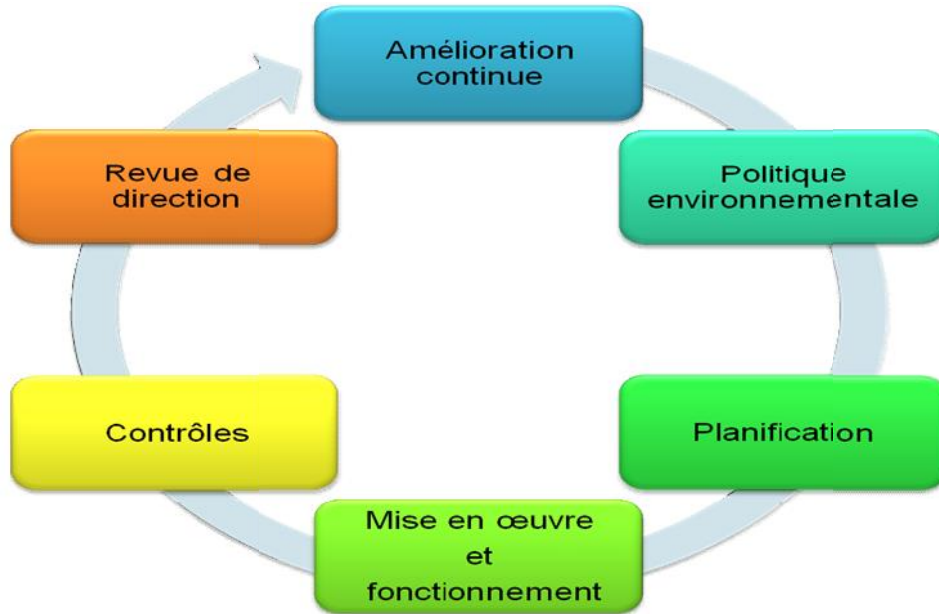 Amélioration
continue
Politique
environnementale
Planification
Mise en œuvre
et
fonctionnement
Contrôles
Revue de
direction